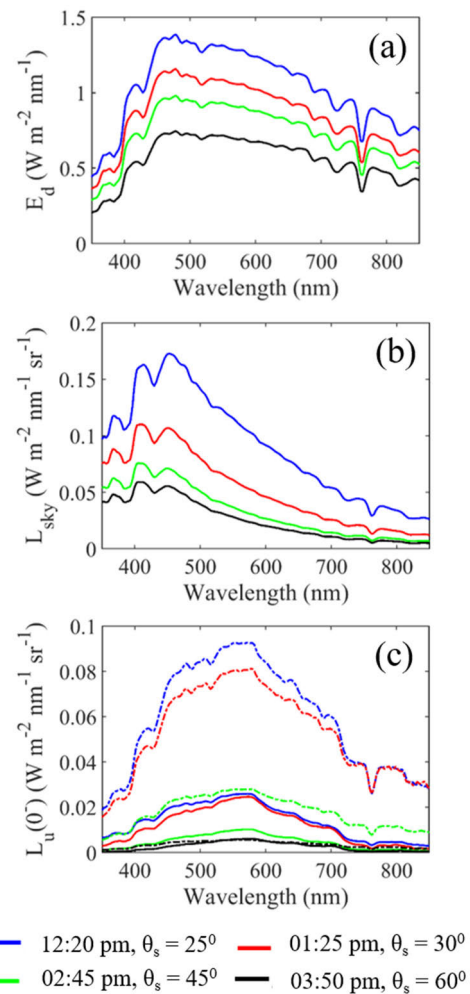 1.5
(a)
1
0.5
0
E_d (W m^-2 nm^-1)
400 500 600 700 800
Wavelength (nm)
0.2
(b)
0.15
0.1
0.05
0
L_sky (W m^-2 nm^-1 sr^-1)
400 500 600 700 800
Wavelength (nm)
0.1
(c)
0.08
0.06
0.04
0.02
0
L_u(0^-) (W m^-2 nm^-1 sr^-1)
400 500 600 700 800
Wavelength (nm)
12:20 pm, θ_s = 25^0 01:25 pm, θ_s = 30^0
02:45 pm, θ_s = 45^0 03:50 pm, θ_s = 60^0